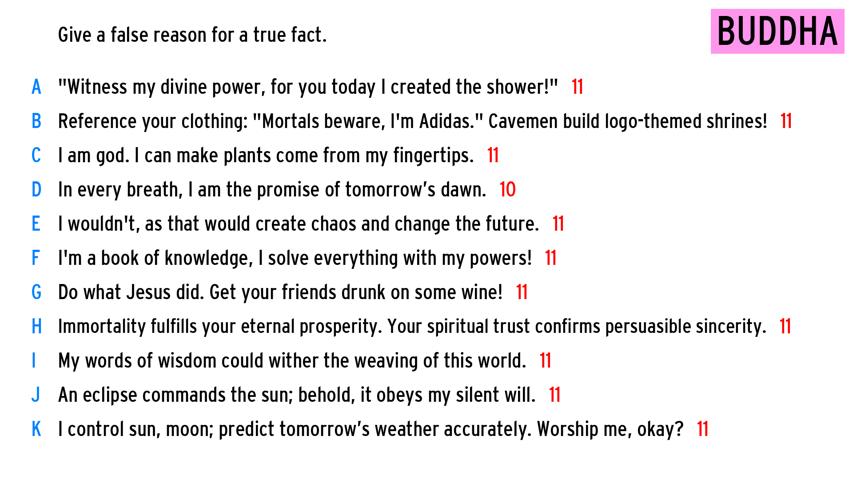 Give a false reason for a true fact.
BUDDHA
A "Witness my divine power, for you today I created the shower!" 11
B Reference your clothing: "Mortals beware, I'm Adidas." Cavemen build logo-themed shrines! 11
C I am god. I can make plants come from my fingertips. 11
D In every breath, I am the promise of tomorrow's dawn. 10
E I wouldn't, as that would create chaos and change the future. 11
F I'm a book of knowledge, I solve everything with my powers! 11
G Do what Jesus did. Get your friends drunk on some wine! 11
H Immortality fulfills your eternal prosperity. Your spiritual trust confirms persuasible sincerity. 11
I My words of wisdom could wither the weaving of this world. 11
J An eclipse commands the sun; behold, it obeys my silent will. 11
K I control sun, moon; predict tomorrow's weather accurately. Worship me, okay? 11